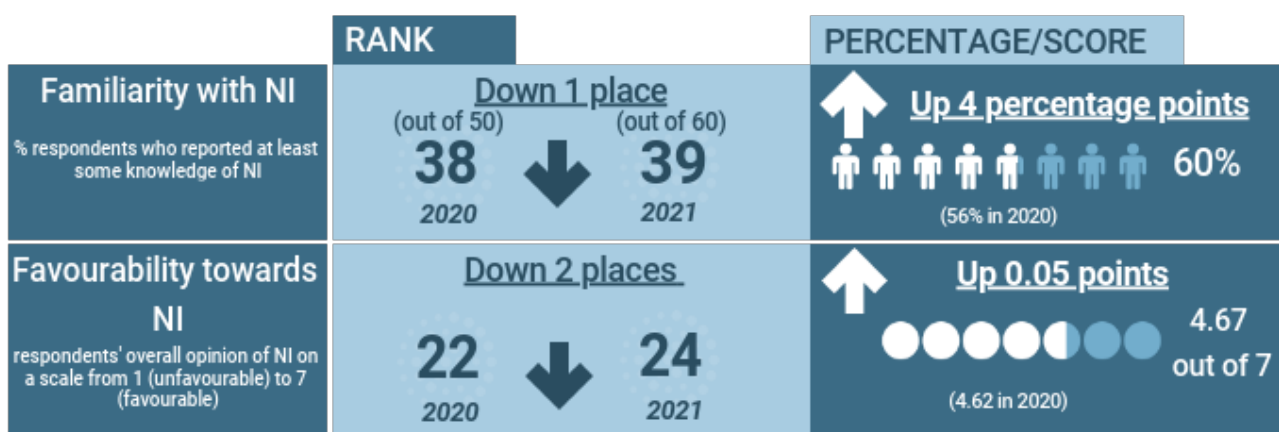 RANK
PERCENTAGE/SCORE
Familiarity with NI
% respondents who reported at least
some knowledge of NI
Down 1 place
(out of 50)
(out of 60)
38
39
2020
2021
Up 4 percentage points
60%
(56% in 2020)
Favourability towards
NI
respondents' overall opinion of NI on
a scale from 1 (unfavourable) to 7
(favourable)
Down 2 places
22
24
2020
2021
Up 0.05 points
4.67
out of 7
(4.62 in 2020)